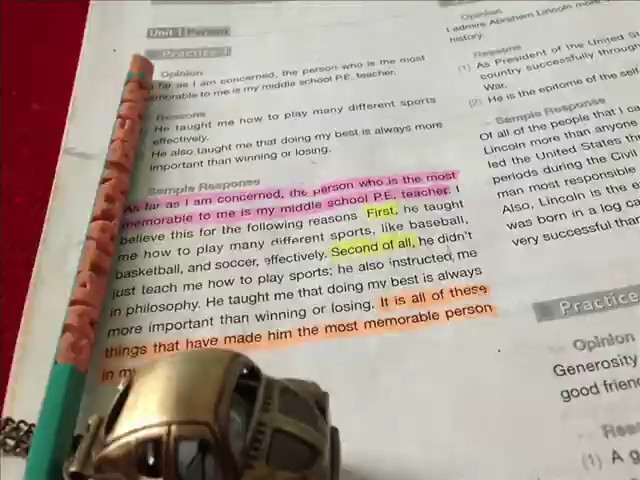 Unit 1 Person
Practice 1
Opinion
s far as I am concerned, the person who is the most
memorable to me is my middle school P.E. teacher.
Reasons
He taught me how to play many different sports
effectively.
He also taught me that doing my best is always more
important than winning or losing.
Sample Response
As far as I am concerned, the person who is the most
memorable to me is my middle school P.E. teacher. I
believe this for the following reasons First, he taught
me how to play many different sports, like baseball,
basketball, and soccer, effectively. Second of all, he didn't
just teach me how to play sports; he also instructed me
in philosophy. He taught me that doing my best is always
more important than winning or losing. It is all of these
things that have made him the most memorable person
in
Opinion
I admire Abraham Lincoln more
history.
Reasons
(1) As President of the United St
country successfully through
War.
(2) He is the epitome of the self
Sample Response
Of all of the people that I ca
Lincoln more than anyone
led the United States th
periods during the Civil
man most responsible
Also, Lincoln is the e
was born in a log ca
very successful tha
Practice
Opinion
Generosity
good frien
Rea
(1) A g